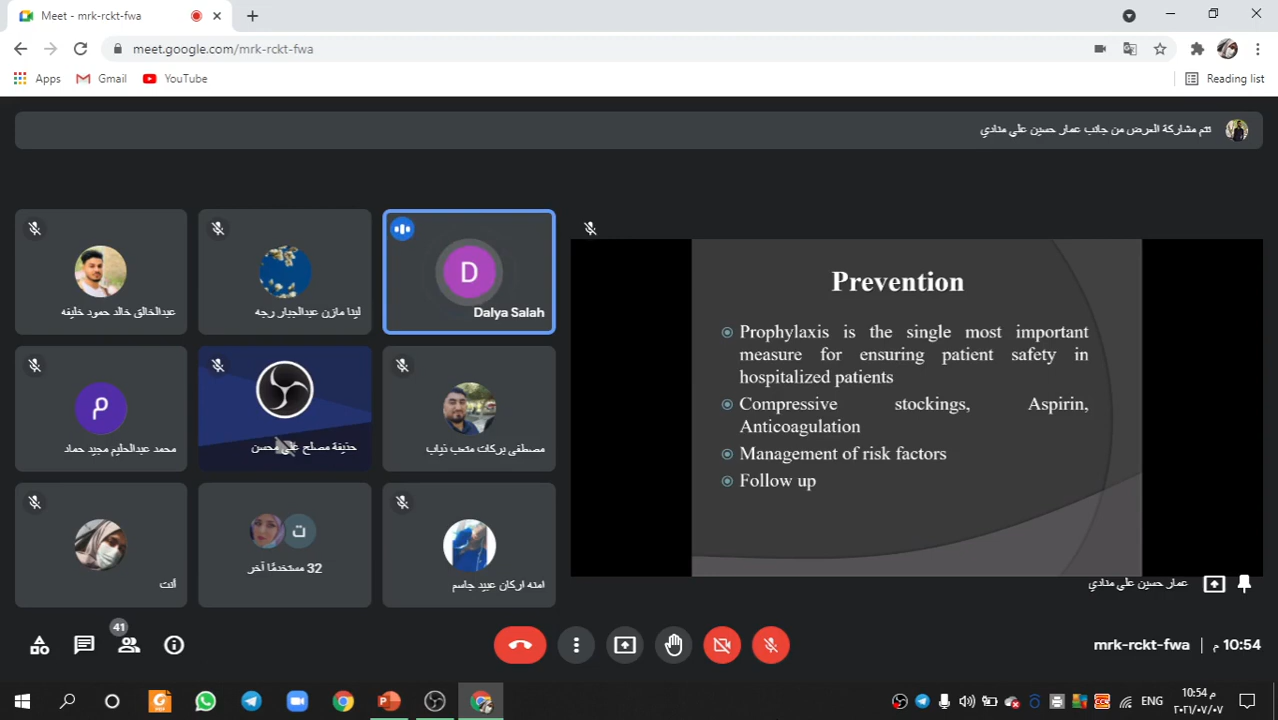 Meet - mrk-rckt-fwa
meet.google.com/mrk-rckt-fwa
Apps
Gmail
YouTube
Reading list
تتم مشاركة العرض من جانب عمار حسين علي منادي
عبدالخالق خالد حمود خليفه
لينا مازن عبدالجبار رجه
D
Dalya Salah
م
محمد عبدالحليم مجيد حماد
حذيفة مصلح علي محسن
مصطفى بركات متعب ذياب
أنت
ت
32 مستخدمًا آخر
امنه اركان عبيد جاسم
Prevention
Prophylaxis is the single most important
measure for ensuring patient safety in
hospitalized patients
Compressive stockings, Aspirin,
Anticoagulation
Management of risk factors
Follow up
عمار حسين علي منادي
41
mrk-rckt-fwa
10:54 م
ENG
10:54 م
٢٠٢١/٠٧/٠٧